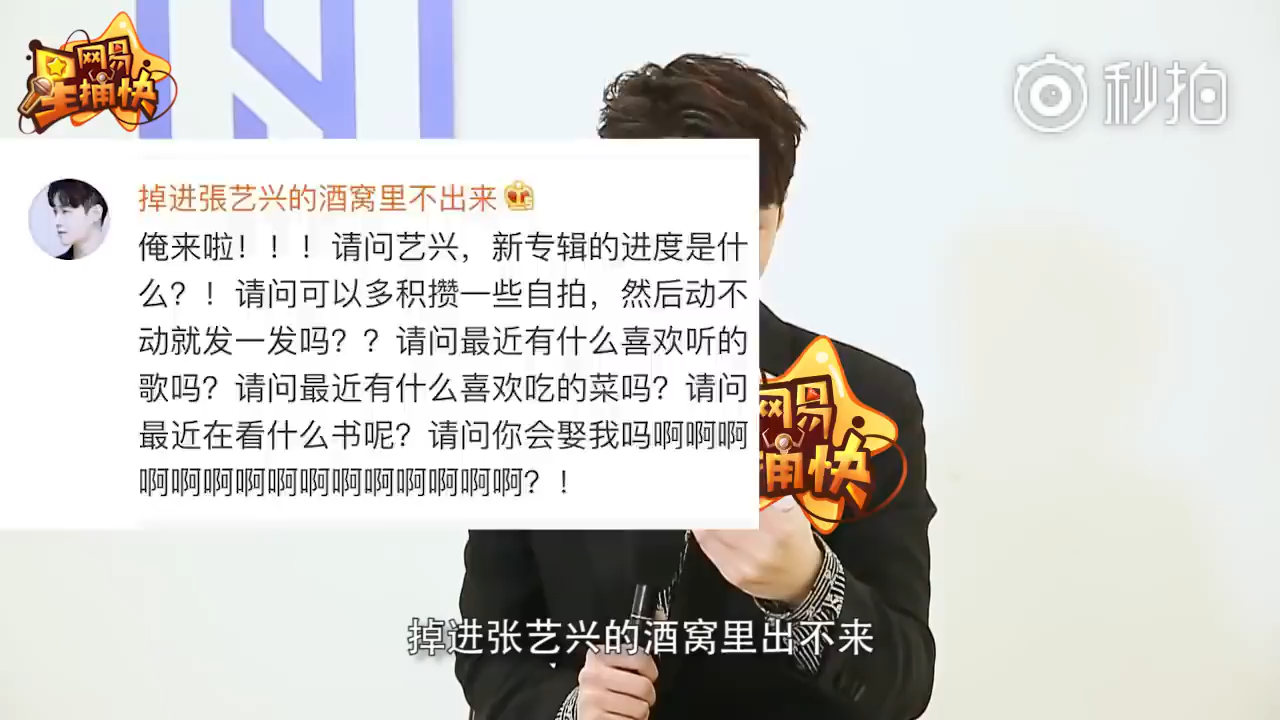 网易
星捕快
秒拍
掉进張艺兴的酒窝里不出来
俺来啦！！！请问艺兴，新专辑的进度是什
么？！请问可以多积攒一些自拍，然后动不
动就发一发吗？？请问最近有什么喜欢听的
歌吗？请问最近有什么喜欢吃的菜吗？请问
最近在看什么书呢？请问你会娶我吗啊啊啊
啊啊啊啊啊啊啊啊啊啊啊啊？！
网易
捕快
掉进张艺兴的酒窝里出不来